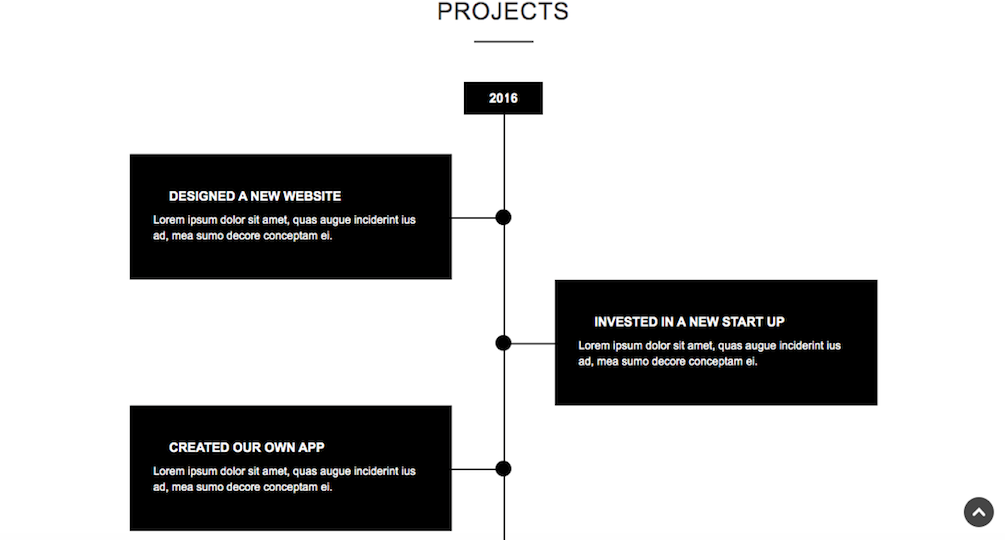 PROJECTS
2016
DESIGNED A NEW WEBSITE
Lorem ipsum dolor sit amet, quas augue inciderint ius
ad, mea sumo decore conceptam ei.
INVESTED IN A NEW START UP
Lorem ipsum dolor sit amet, quas augue inciderint ius
ad, mea sumo decore conceptam ei.
CREATED OUR OWN APP
Lorem ipsum dolor sit amet, quas augue inciderint ius
ad, mea sumo decore conceptam ei.